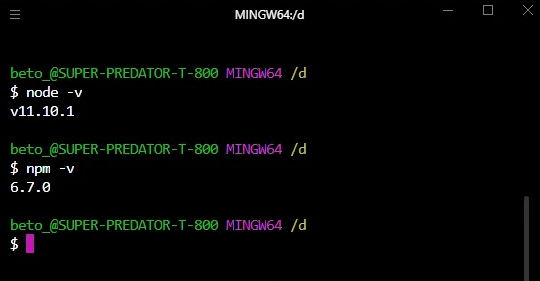 MINGW64:/d
beto_@SUPER-PREDATOR-T-800 MINGW64 /d
$ node -v
v11.10.1
beto_@SUPER-PREDATOR-T-800 MINGW64 /d
$ npm -v
6.7.0
beto_@SUPER-PREDATOR-T-800 MINGW64 /d
$